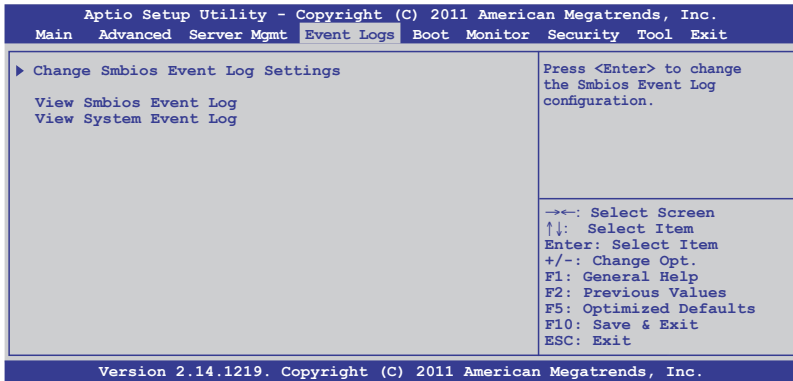 Aptio Setup Utility - Copyright (C) 2011 American Megatrends, Inc.
Main Advanced Server Mgmt Event Logs Boot Monitor Security Tool Exit
Change Smbios Event Log Settings
View Smbios Event Log
View System Event Log
Press <Enter> to change
the Smbios Event Log
configuration.
→←: Select Screen
↑↓: Select Item
Enter: Select Item
+/-: Change Opt.
F1: General Help
F2: Previous Values
F5: Optimized Defaults
F10: Save & Exit
ESC: Exit
Version 2.14.1219. Copyright (C) 2011 American Megatrends, Inc.